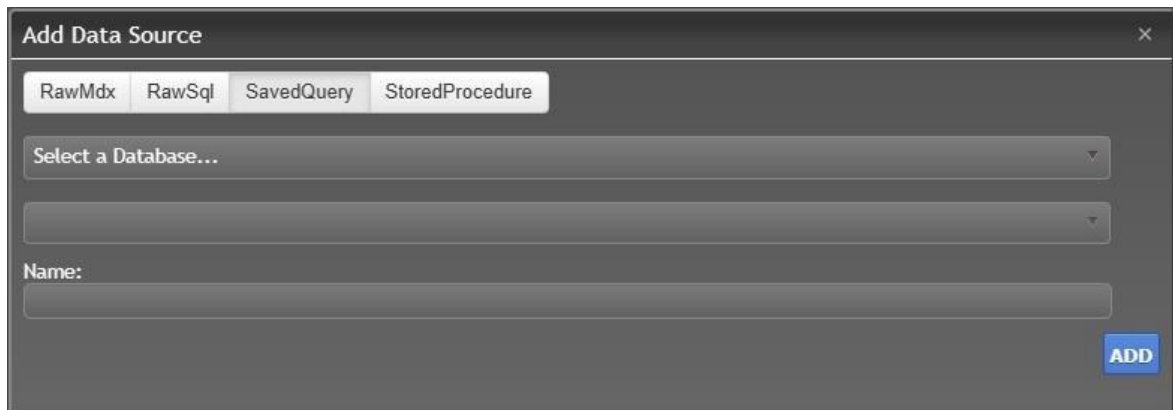 Add Data Source
RawMdx RawSql SavedQuery StoredProcedure
Select a Database...
Name:
ADD